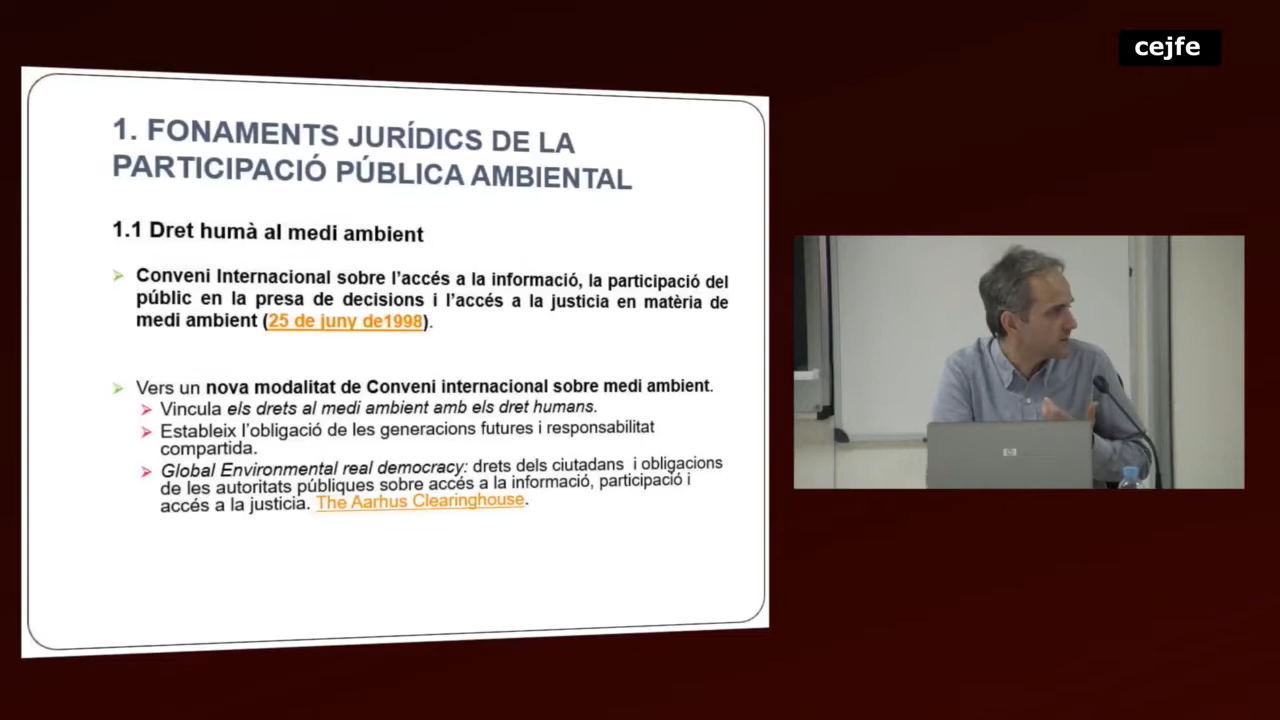 cejfe
1. FONAMENTS JURÍDICS DE LA
PARTICIPACIÓ PÚBLICA AMBIENTAL
1.1 Dret humà al medi ambient
Conveni Internacional sobre l'accés a la informació, la participació del
públic en la presa de decisions i l'accés a la justicia en matèria de
medi ambient (25 de juny de1998).
Vers un nova modalitat de Conveni internacional sobre medi ambient.
Vincula els drets al medi ambient amb els dret humans.
Estableix l'obligació de les generacions futures i responsabilitat
compartida.
Global Environmental real democracy: drets dels ciutadans i obligacions
de les autoritats públiques sobre accés a la informació, participació i
accés a la justicia. The Aarhus Clearinghouse.
hp